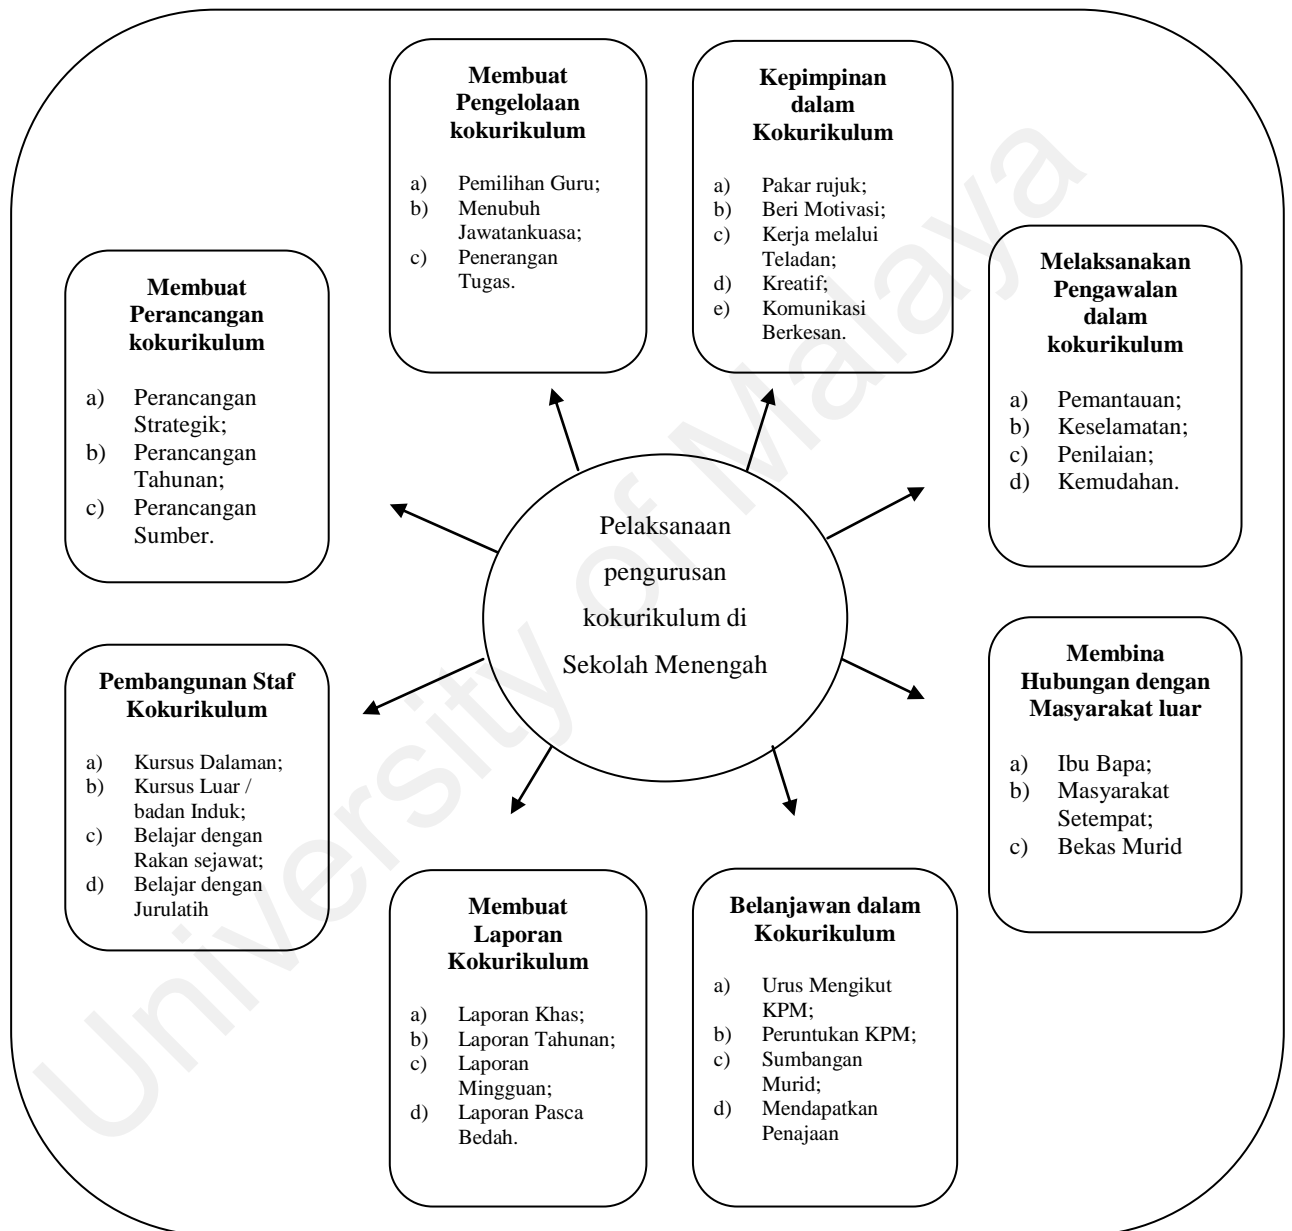 Membuat
Pengelolaan
kokurikulum
a) Pemilihan Guru;
b) Menubuh
Jawatankuasa;
c) Penerangan
Tugas.
Kepimpinan
dalam
Kokurikulum
a) Pakar rujuk;
b) Beri Motivasi;
c) Kerja melalui
Teladan;
d) Kreatif;
e) Komunikasi
Berkesan.
Membuat
Perancangan
kokurikulum
a) Perancangan
Strategik;
b) Perancangan
Tahunan;
c) Perancangan
Sumber.
Melaksanakan
Pengawalan
dalam
kokurikulum
a) Pemantauan;
b) Keselamatan;
c) Penilaian;
d) Kemudahan.
Pelaksanaan
pengurusan
kokurikulum di
Sekolah Menengah
Pembangunan Staf
Kokurikulum
a) Kursus Dalaman;
b) Kursus Luar /
badan Induk;
c) Belajar dengan
Rakan sejawat;
d) Belajar dengan
Jurulatih
Membina
Hubungan dengan
Masyarakat luar
a) Ibu Bapa;
b) Masyarakat
Setempat;
c) Bekas Murid
Membuat
Laporan
Kokurikulum
a) Laporan Khas;
b) Laporan Tahunan;
c) Laporan
Mingguan;
d) Laporan Pasca
Bedah.
Belanjawan dalam
Kokurikulum
a) Urus Mengikut
KPM;
b) Peruntukan KPM;
c) Sumbangan
Murid;
d) Mendapatkan
Penajaan
University of Malaya